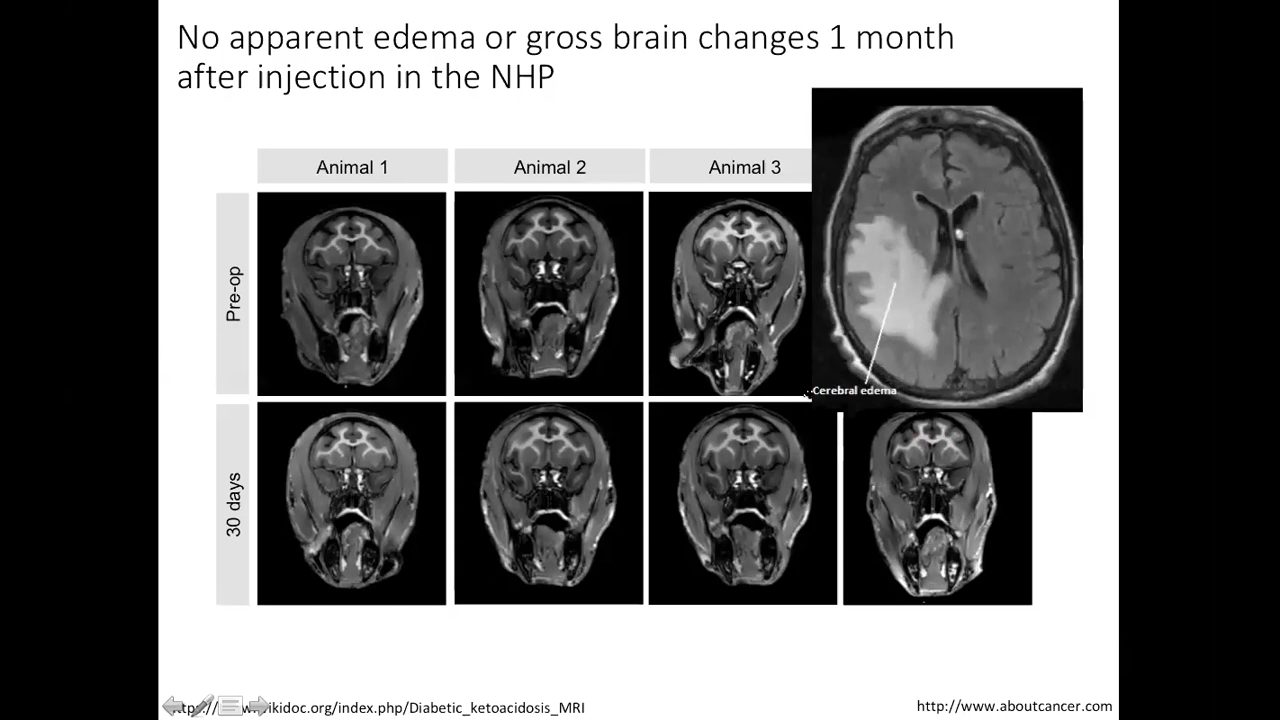 No apparent edema or gross brain changes 1 month
after injection in the NHP
Animal 1
Animal 2
Animal 3
Pre-op
Cerebral edema
30 days
ikidoc.org/index.php/Diabetic_ketoacidosis_MRI
http://www.aboutcancer.com